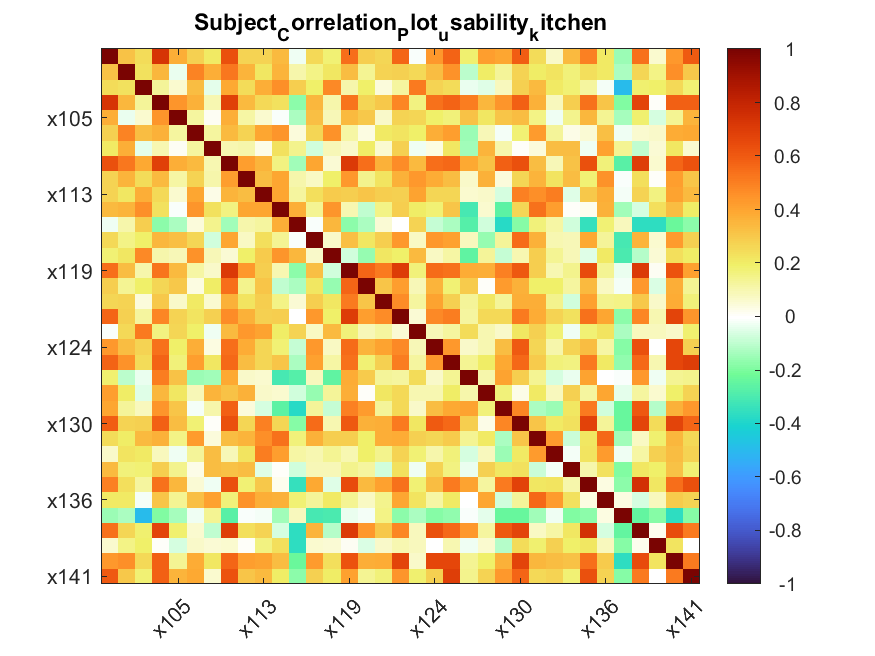 Subject_Correlation_Plot_usability_kitchen
x105
x113
x119
x124
x130
x136
x141
x105
x113
x119
x124
x130
x136
x141
1
0.8
0.6
0.4
0.2
0
-0.2
-0.4
-0.6
-0.8
-1